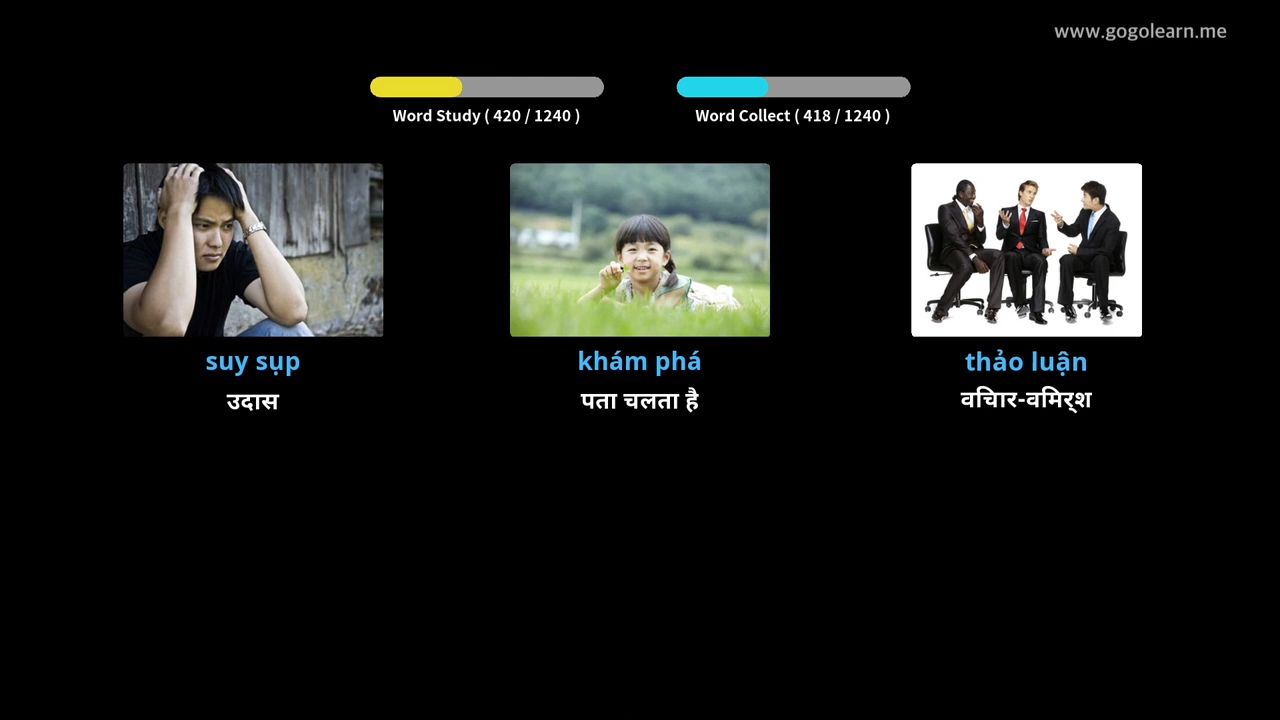 www.gogolearn.me
Word Study ( 420 / 1240 )
Word Collect ( 418 / 1240 )
suy sụp
उदास
khám phá
पता चलता है
thảo luận
वचिार-वमिर्श